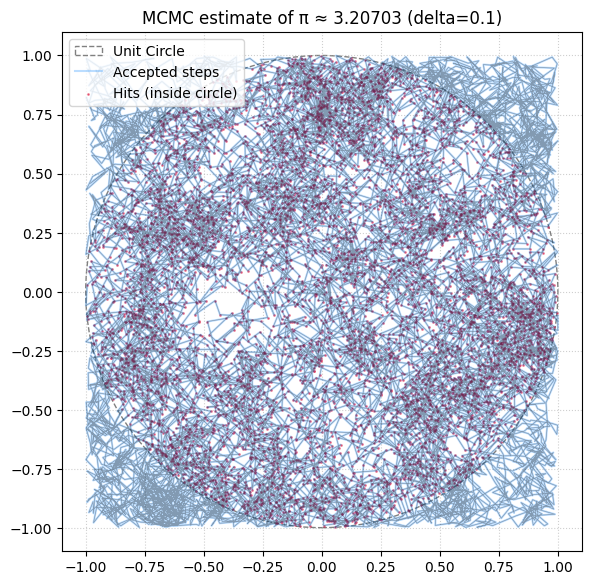 MCMC estimate of π ≈ 3.20703 (delta=0.1)
Unit Circle
Accepted steps
Hits (inside circle)
1.00
0.75
0.50
0.25
0.00
−0.25
−0.50
−0.75
−1.00
−1.00 −0.75 −0.50 −0.25 0.00 0.25 0.50 0.75 1.00